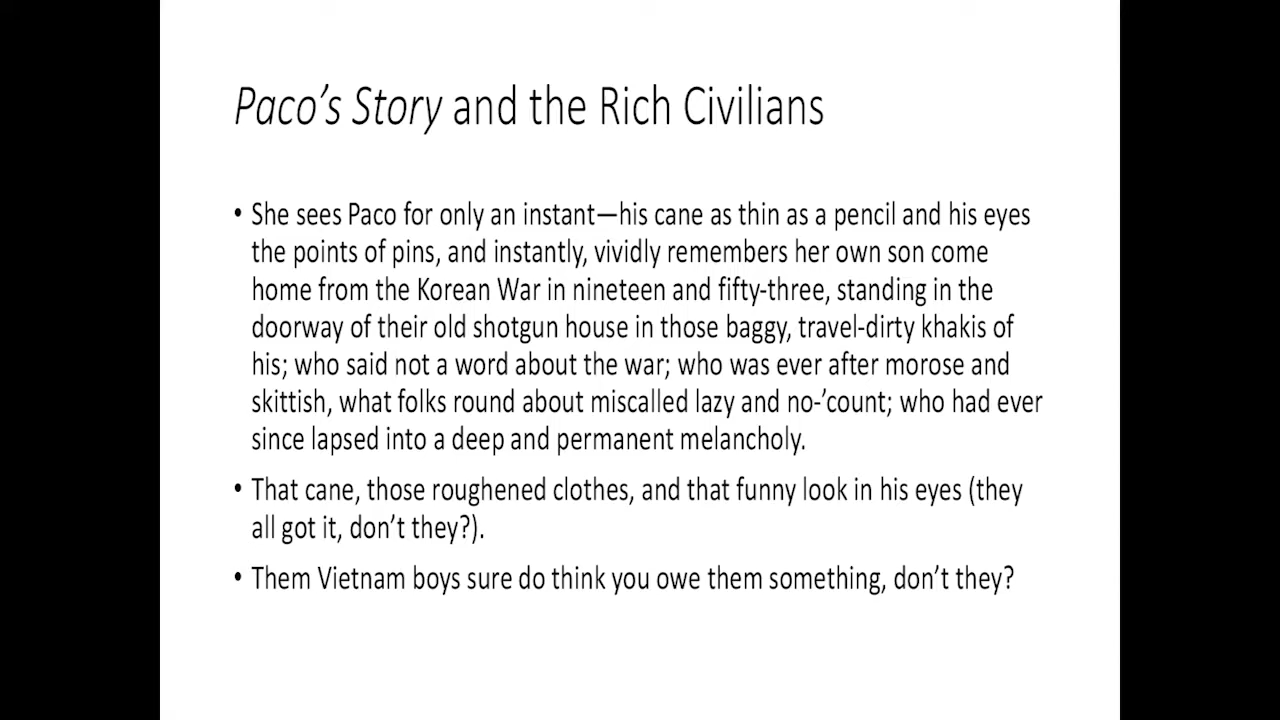 Paco’s Story and the Rich Civilians
• She sees Paco for only an instant—his cane as thin as a pencil and his eyes
the points of pins, and instantly, vividly remembers her own son come
home from the Korean War in nineteen and fifty-three, standing in the
doorway of their old shotgun house in those baggy, travel-dirty khakis of
his; who said not a word about the war; who was ever after morose and
skittish, what folks round about miscalled lazy and no-’count; who had ever
since lapsed into a deep and permanent melancholy.
• That cane, those roughened clothes, and that funny look in his eyes (they
all got it, don’t they?).
• Them Vietnam boys sure do think you owe them something, don’t they?